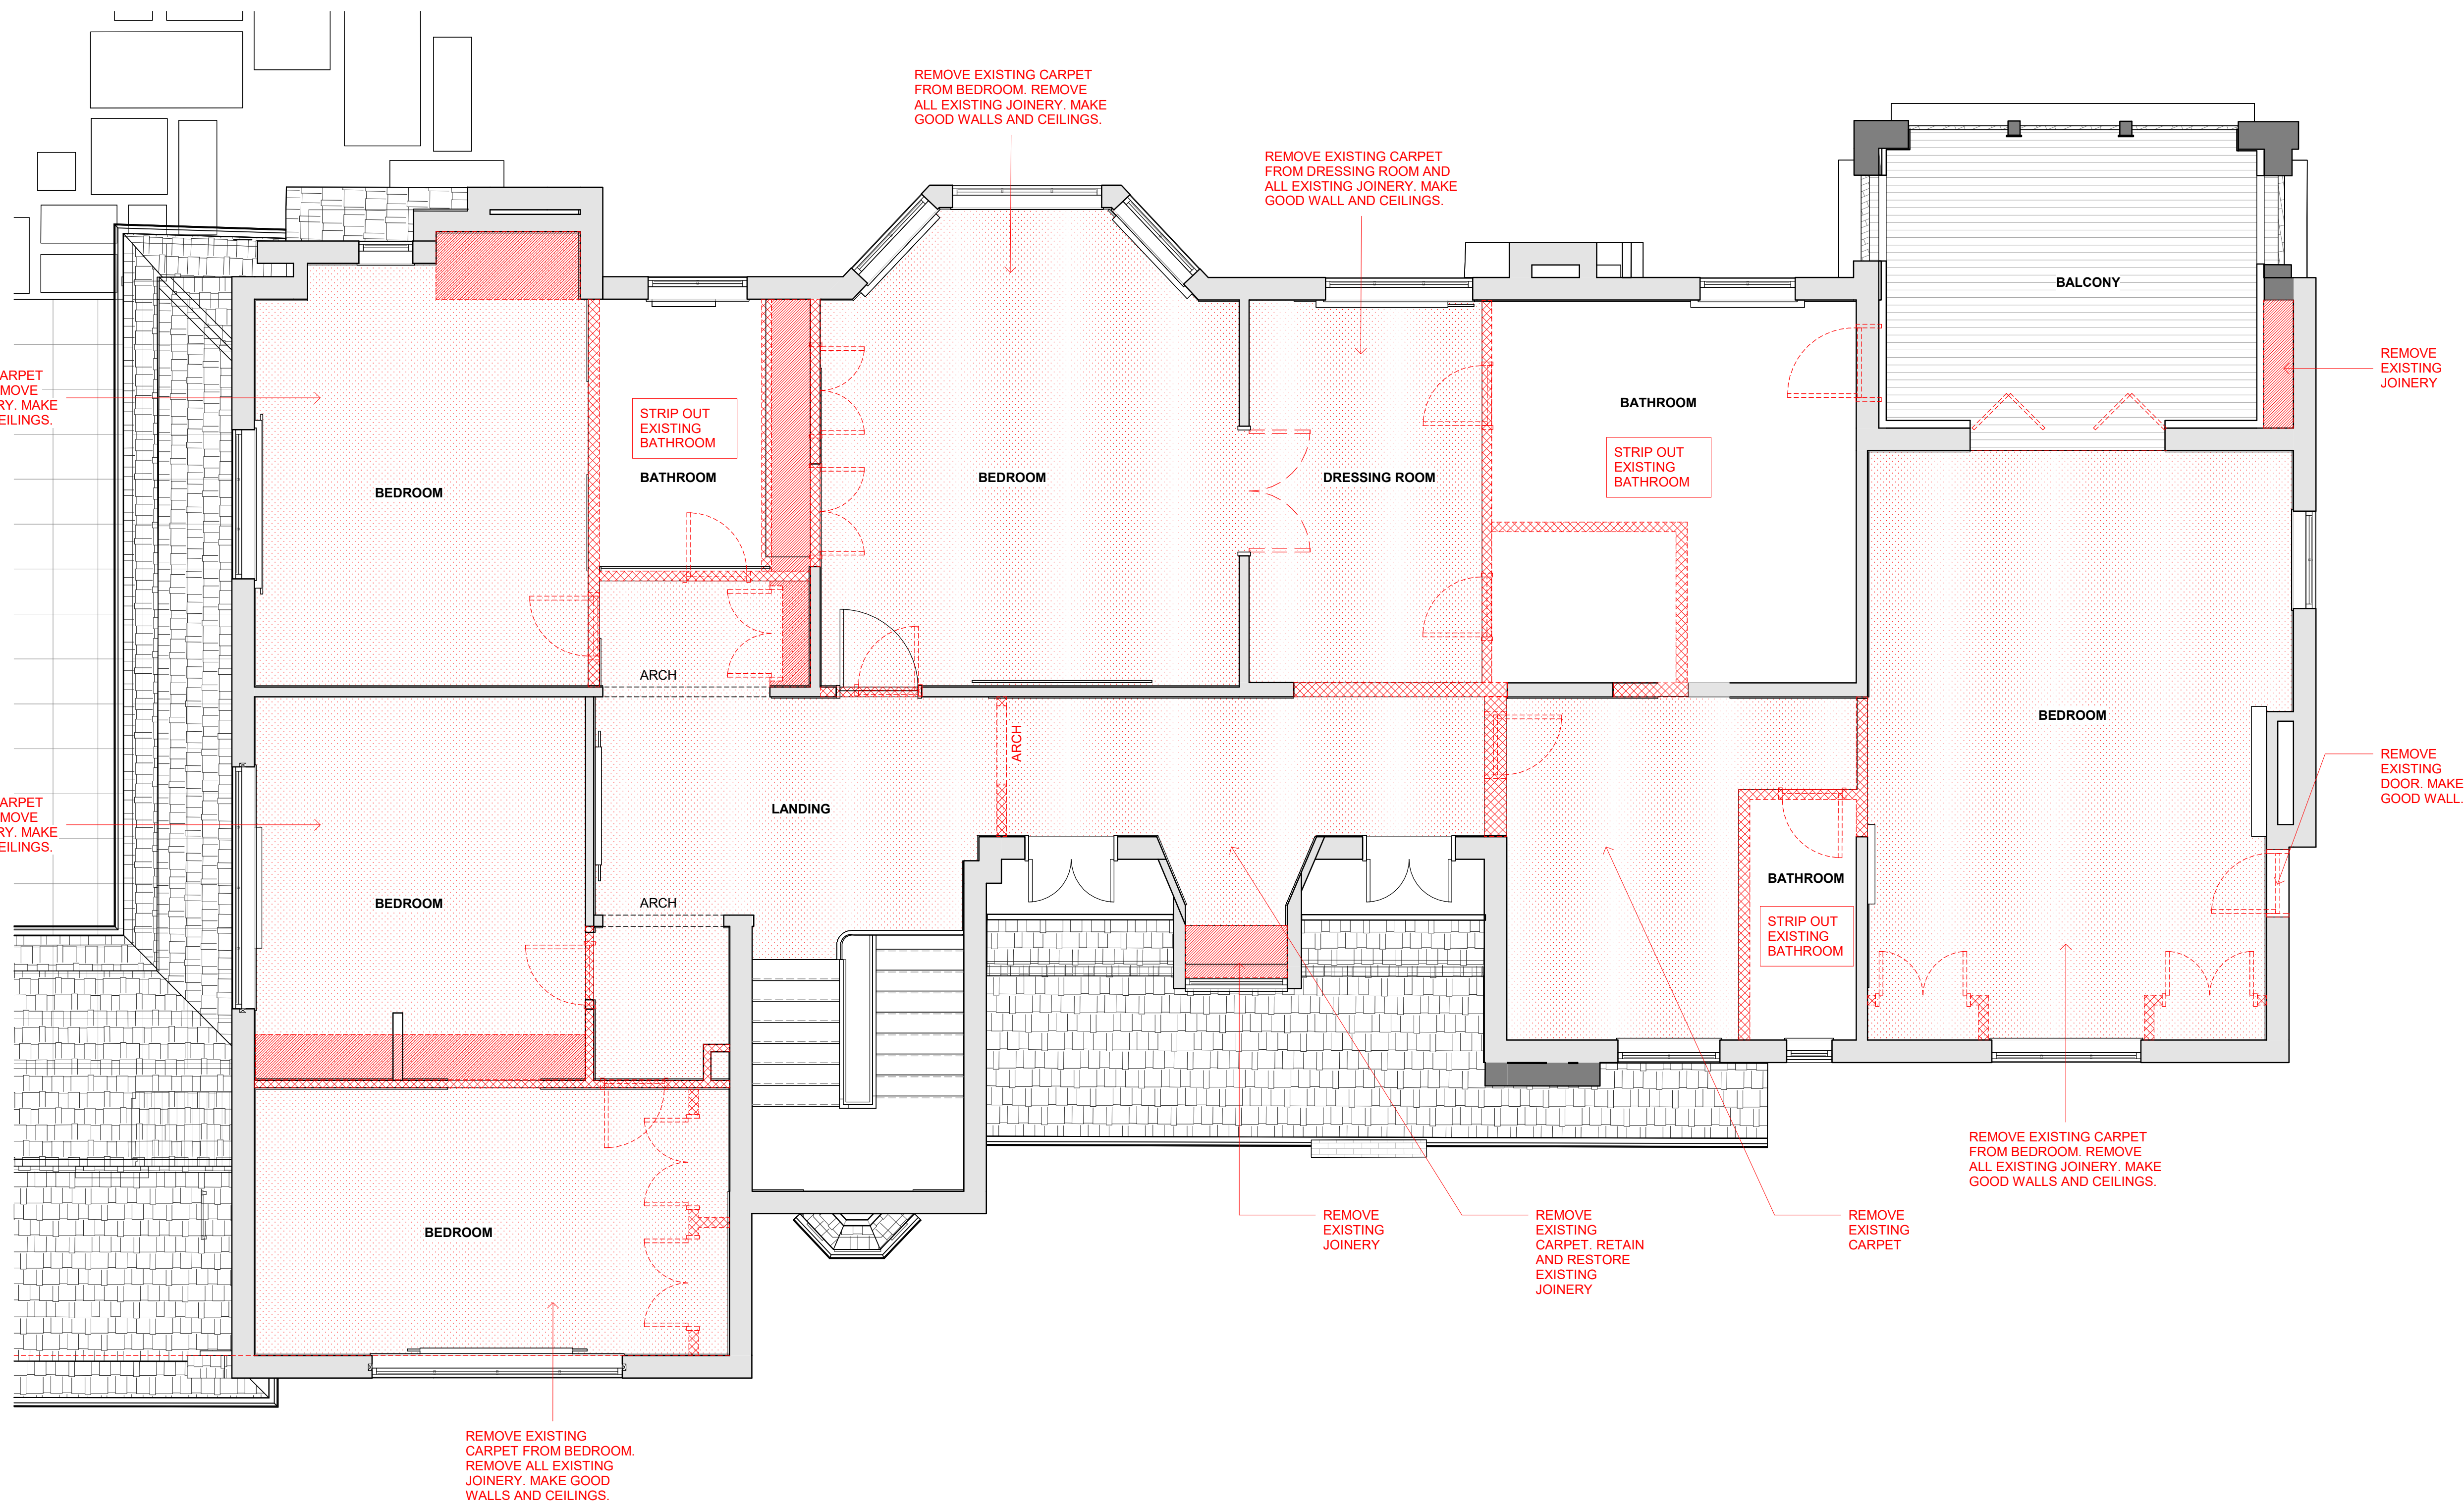 REMOVE EXISTING CARPET
FROM BEDROOM. REMOVE
ALL EXISTING JOINERY. MAKE
GOOD WALLS AND CEILINGS.
REMOVE EXISTING CARPET
FROM DRESSING ROOM AND
ALL EXISTING JOINERY. MAKE
GOOD WALL AND CEILINGS.
BALCONY
REMOVE
EXISTING
JOINERY
ARPET
MOVE
RY. MAKE
EILINGS.
STRIP OUT
EXISTING
BATHROOM
BATHROOM
BEDROOM
BEDROOM
DRESSING ROOM
BATHROOM
STRIP OUT
EXISTING
BATHROOM
ARCH
ARCH
BEDROOM
REMOVE
EXISTING
DOOR. MAKE
GOOD WALL.
ARPET
MOVE
RY. MAKE
EILINGS.
LANDING
BEDROOM
ARCH
BATHROOM
STRIP OUT
EXISTING
BATHROOM
REMOVE EXISTING CARPET
FROM BEDROOM. REMOVE
ALL EXISTING JOINERY. MAKE
GOOD WALLS AND CEILINGS.
BEDROOM
REMOVE
EXISTING
JOINERY
REMOVE
EXISTING
CARPET. RETAIN
AND RESTORE
EXISTING
JOINERY
REMOVE
EXISTING
CARPET
REMOVE EXISTING
CARPET FROM BEDROOM.
REMOVE ALL EXISTING
JOINERY. MAKE GOOD
WALLS AND CEILINGS.